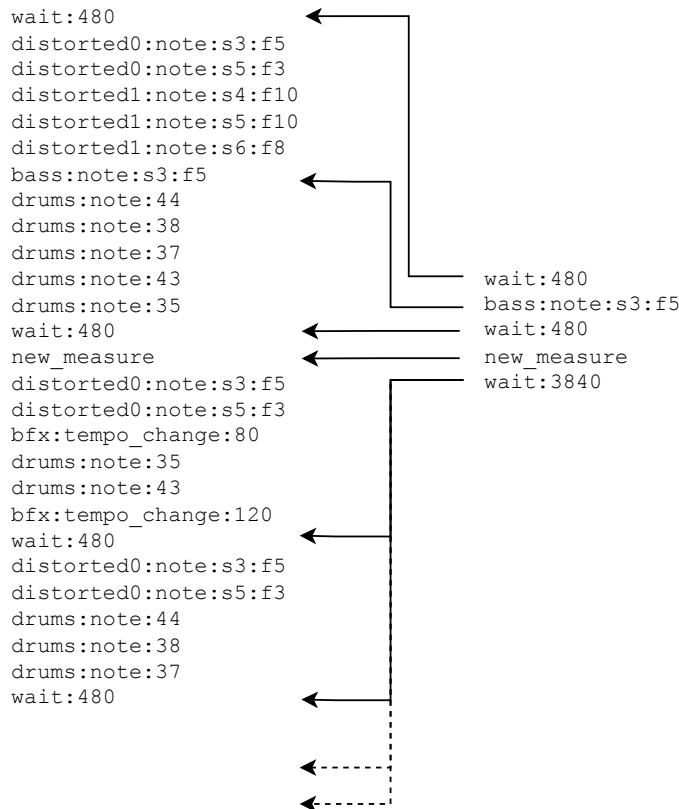 wait:480
distorted0:note:s3:f5
distorted0:note:s5:f3
distorted1:note:s4:f10
distorted1:note:s5:f10
distorted1:note:s6:f8
bass:note:s3:f5
drums:note:44
drums:note:38
drums:note:37
drums:note:43
drums:note:35
wait:480
new_measure
distorted0:note:s3:f5
distorted0:note:s5:f3
bfx:tempo_change:80
drums:note:35
drums:note:43
bfx:tempo_change:120
wait:480
distorted0:note:s3:f5
distorted0:note:s5:f3
drums:note:44
drums:note:38
drums:note:37
wait:480
wait:480
bass:note:s3:f5
wait:480
new_measure
wait:3840